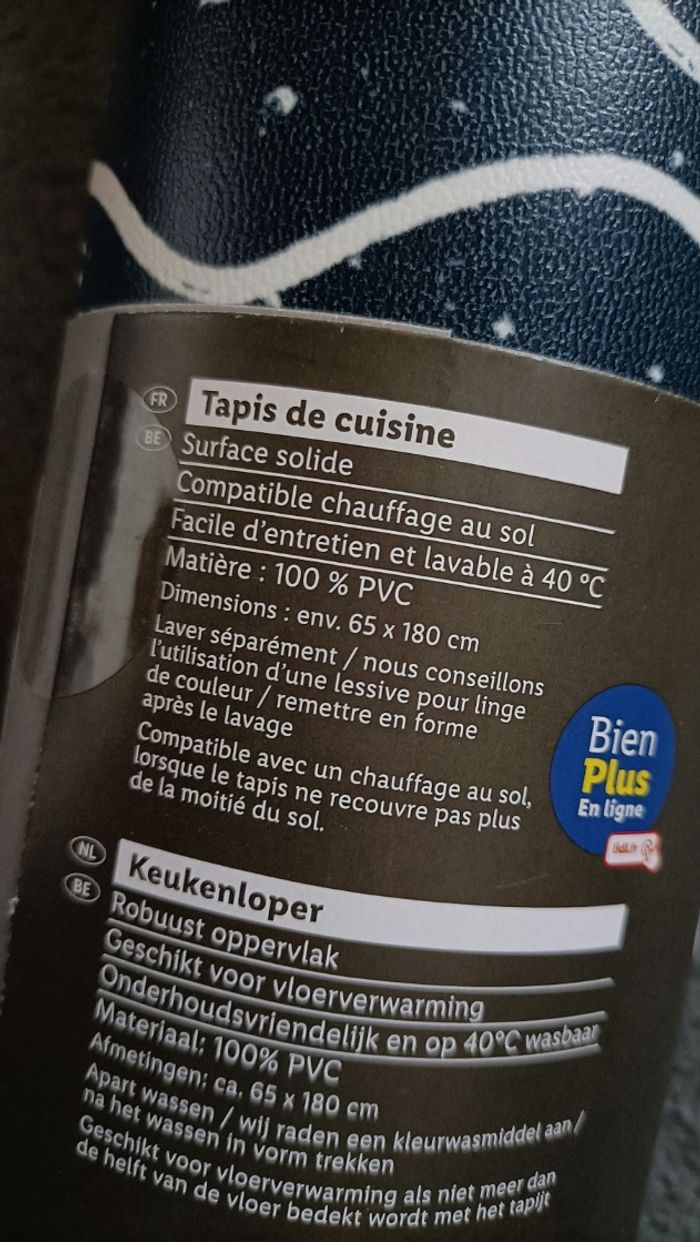 FR
BE
Tapis de cuisine
Surface solide
Compatible chauffage au sol
Facile d'entretien et lavable à 40 °C
Matière : 100 % PVC
Dimensions : env. 65 x 180 cm
Laver séparément / nous conseillons
l'utilisation d'une lessive pour linge
de couleur / remettre en forme
après le lavage
Compatible avec un chauffage au sol,
lorsque le tapis ne recouvre pas plus
de la moitié du sol.
Bien
Plus
En ligne
lidl.fr
NL
BE
Keukenloper
Robuust oppervlak
Geschikt voor vloerverwarming
Onderhoudsvriendelijk en op 40°C wasbaar
Materiaal: 100% PVC
Afmetingen: ca. 65 x 180 cm
Apart wassen / wij raden een kleurwasmiddel aan/
na het wassen in vorm trekken
Geschikt voor vloerverwarming als niet meer dan
de helft van de vloer bedekt wordt met het tapijt